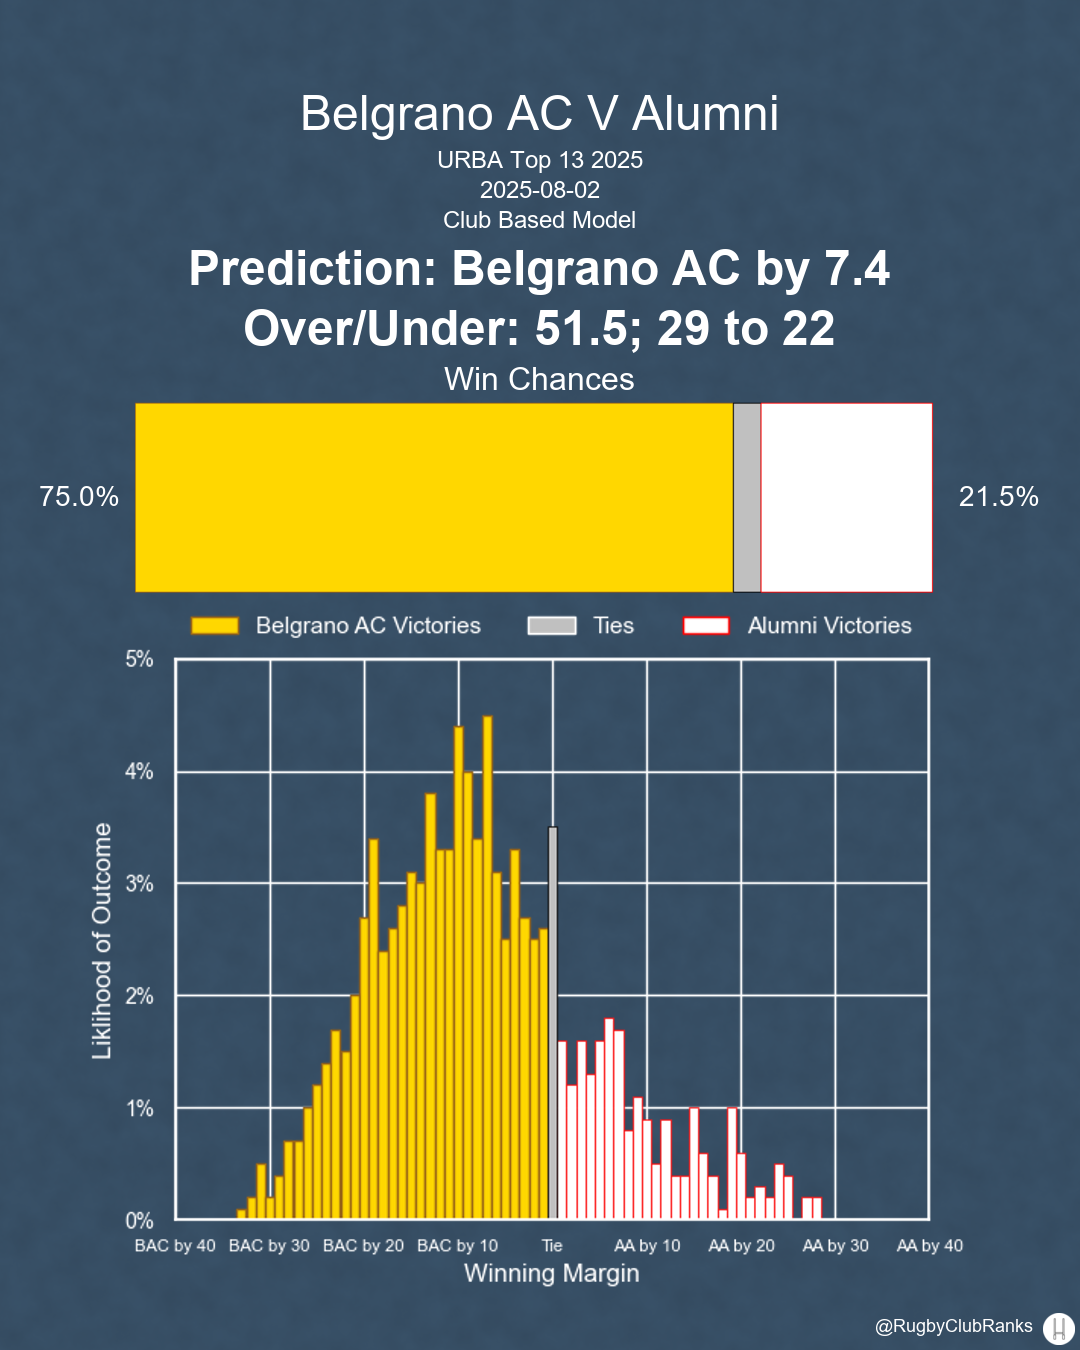 Belgrano AC V Alumni
URBA Top 13 2025
2025-08-02
Club Based Model
Prediction: Belgrano AC by 7.4
Over/Under: 51.5; 29 to 22
Win Chances
75.0%
21.5%
Belgrano AC Victories
Ties
Alumni Victories
5%
4%
3%
2%
1%
0%
Liklihood of Outcome
BAC by 40
BAC by 30
BAC by 20
BAC by 10
Tie
AA by 10
AA by 20
AA by 30
AA by 40
Winning Margin
@RugbyClubRanks